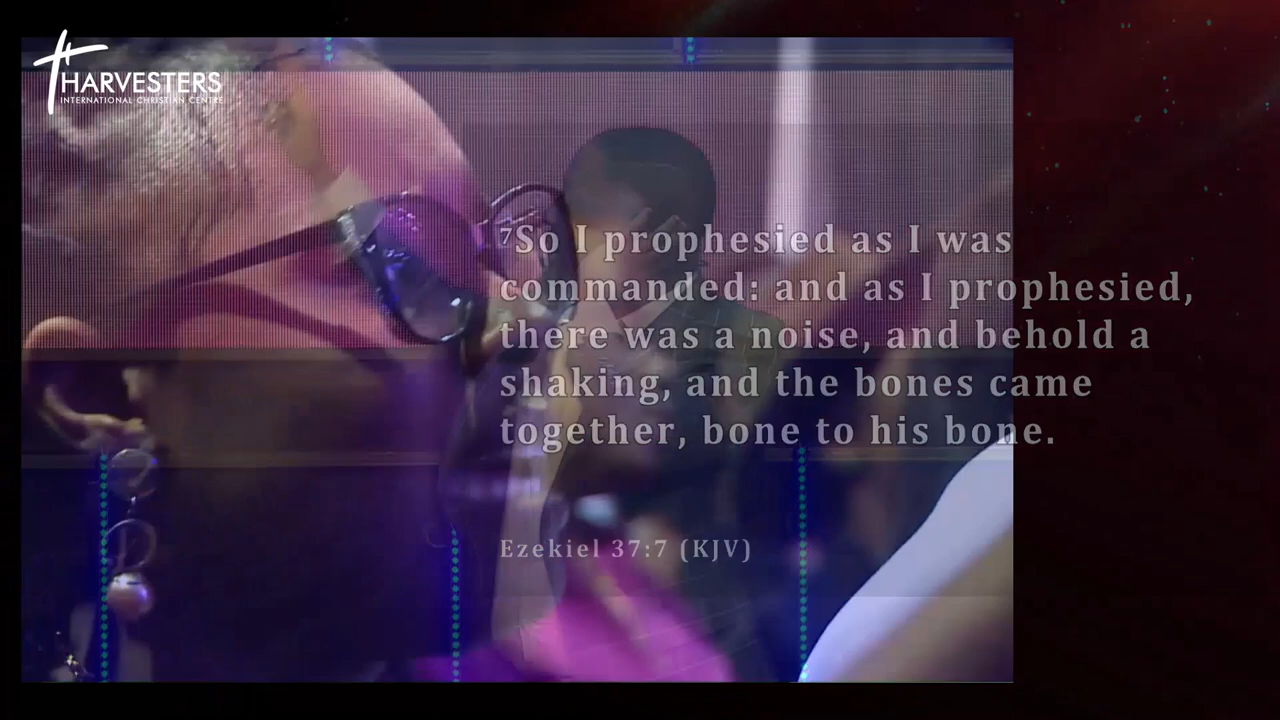 HARVESTERS
INTERNATIONAL CHRISTIAN CENTRE
⁷So I prophesied as I was
commanded: and as I prophesied,
there was a noise, and behold a
shaking, and the bones came
together, bone to his bone.
Ezekiel 37:7 (KJV)